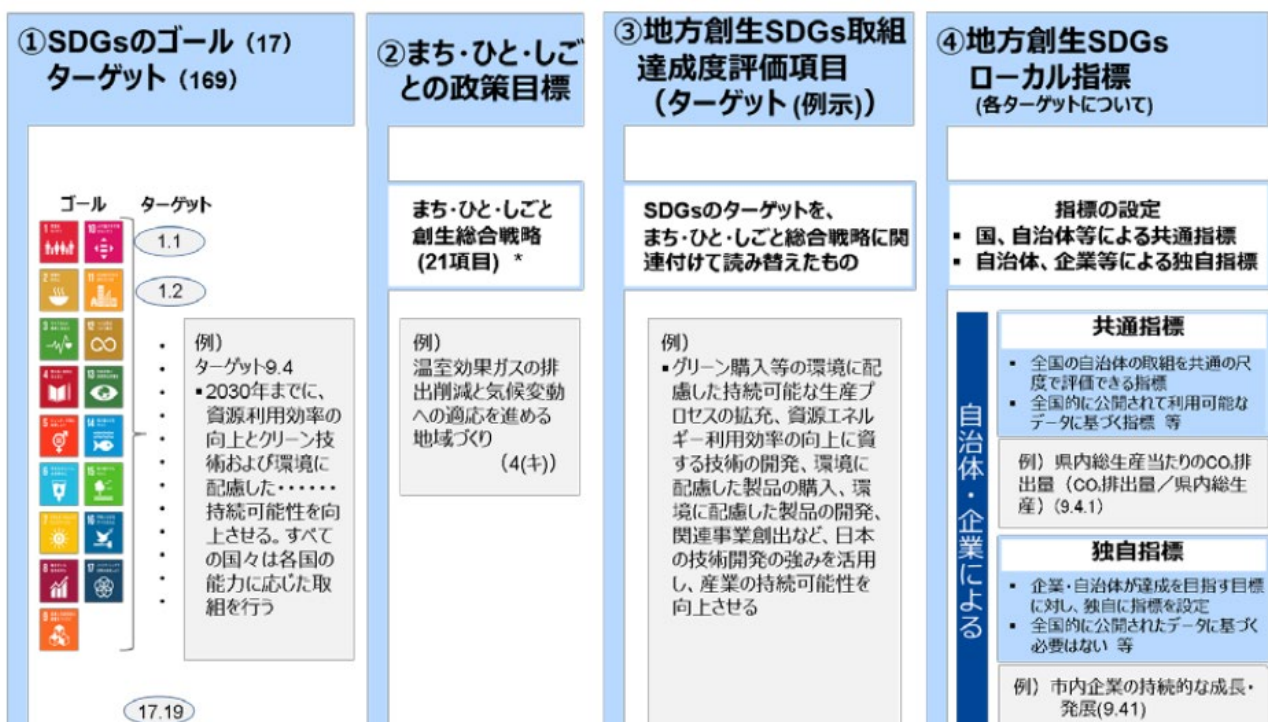 ①SDGsのゴール（17）
ターゲット（169）
ゴール ターゲット
1.1
1.2
例）
ターゲット9.4
▪2030年までに、
資源利用効率の
向上とクリーン技
術および環境に
配慮した・・・・・・
持続可能性を向
上させる。すべて
の国々は各国の
能力に応じた取
組を行う
17.19
②まち・ひと・しご
との政策目標
まち・ひと・しごと
創生総合戦略
(21項目) *
例）
温室効果ガスの排
出削減と気候変動
への適応を進める
地域づくり
（4(キ)）
③地方創生SDGs取組
達成度評価項目
（ターゲット(例示)）
SDGsのターゲットを、
まち・ひと・しごと総合戦略に関
連付けて読み替えたもの
例）
▪グリーン購入等の環境に配
慮した持続可能な生産プ
ロセスの拡充、資源エネル
ギー利用効率の向上に資
する技術の開発、環境に
配慮した製品の購入、環
境に配慮した製品の開発、
関連事業創出など、日本
の技術開発の強みを活用
し、産業の持続可能性を
向上させる
④地方創生SDGs
ローカル指標
(各ターゲットについて)
指標の設定
▪ 国、自治体等による共通指標
▪ 自治体、企業等による独自指標
自治体・企業による
共通指標
▪ 全国の自治体の取組を共通の尺
度で評価できる指標
▪ 全国的に公開されて利用可能な
データに基づく指標 等
例）県内総生産当たりのCO₂排
出量（CO₂排出量／県内総生
産）(9.4.1)
独自指標
▪ 企業・自治体が達成を目指す目標
に対し、独自に指標を設定
▪ 全国的に公開されたデータに基づく
必要はない 等
例）市内企業の持続的な成長・
発展(9.41)